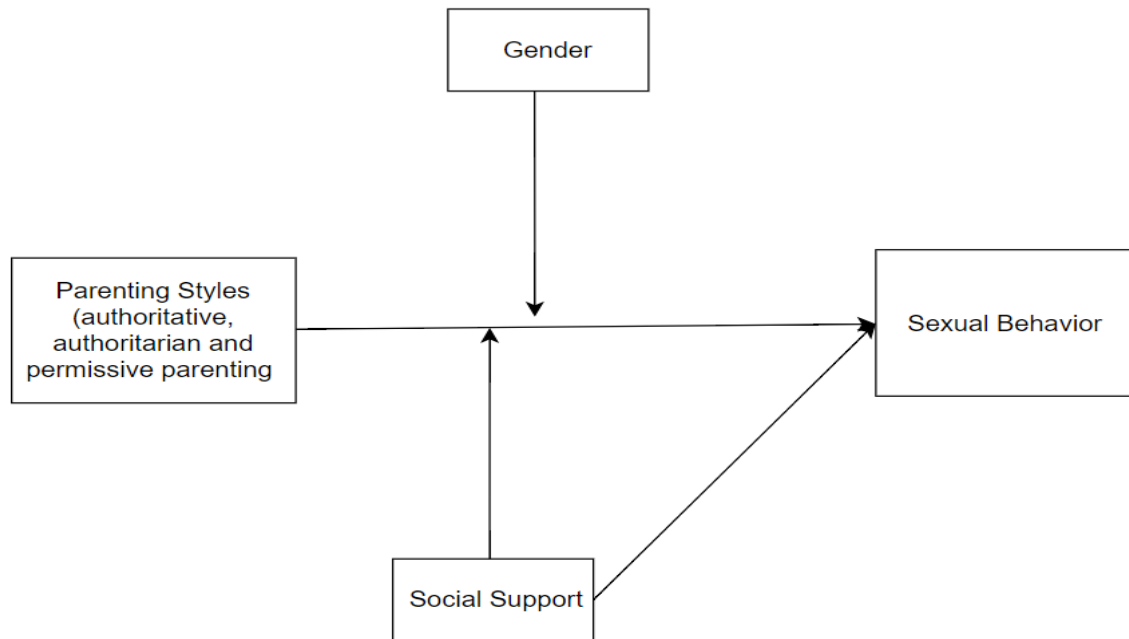 Gender
Parenting Styles
(authoritative,
authoritarian and
permissive parenting
Sexual Behavior
Social Support